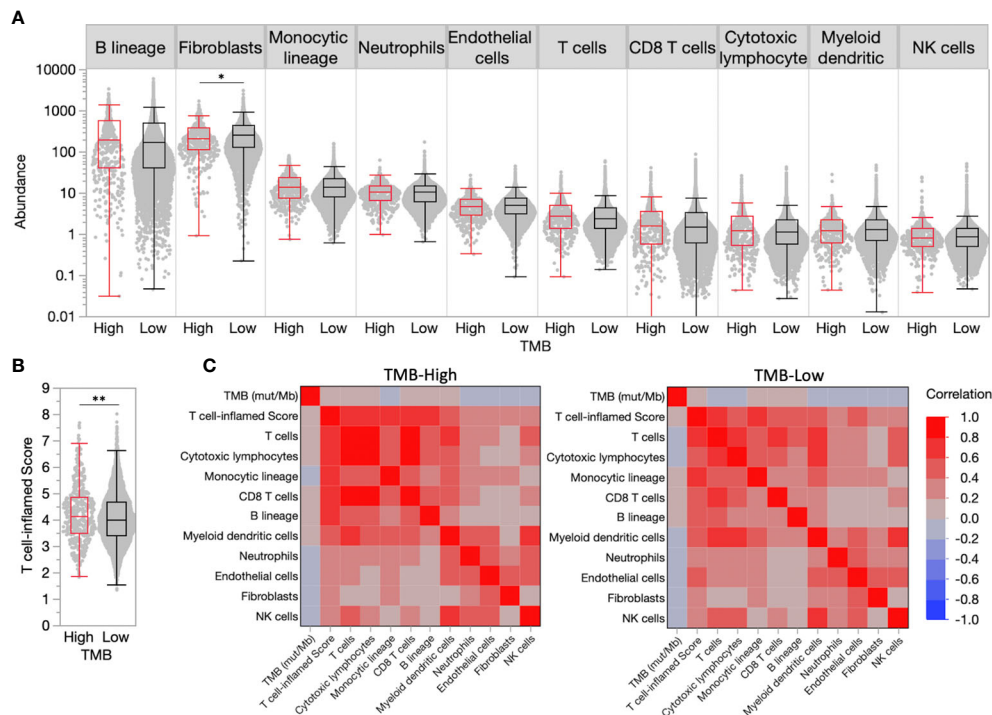 A
B lineage
Fibroblasts
Monocytic
lineage
Neutrophils
Endothelial
cells
T cells
CD8 T cells
Cytotoxic
lymphocyte
Myeloid
dendritic
NK cells
10000
1000
100
10
1
0.1
0.01
Abundance
*
High Low High Low High Low High Low High Low High Low High Low High Low High Low High Low
TMB
B
9
8
7
6
5
4
3
2
1
0
T cell-inflamed Score
**
High Low
TMB
C
TMB-High
TMB (mut/Mb)
T cell-inflamed Score
T cells
Cytotoxic lymphocytes
Monocytic lineage
CD8 T cells
B lineage
Myeloid dendritic cells
Neutrophils
Endothelial cells
Fibroblasts
NK cells
TMB (mut/Mb)
T cell-inflamed Score
T cells
Cytotoxic lymphocytes
Monocytic lineage
CD8 T cells
B lineage
Myeloid dendritic cells
Neutrophils
Endothelial cells
Fibroblasts
NK cells
TMB-Low
TMB (mut/Mb)
T cell-inflamed Score
T cells
Cytotoxic lymphocytes
Monocytic lineage
CD8 T cells
B lineage
Myeloid dendritic cells
Neutrophils
Endothelial cells
Fibroblasts
NK cells
TMB (mut/Mb)
T cell-inflamed Score
T cells
Cytotoxic lymphocytes
Monocytic lineage
CD8 T cells
B lineage
Myeloid dendritic cells
Neutrophils
Endothelial cells
Fibroblasts
NK cells
Correlation
1.0
0.8
0.6
0.4
0.2
0.0
-0.2
-0.4
-0.6
-0.8
-1.0